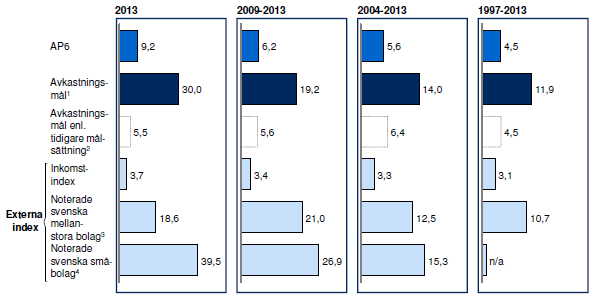 2013 2009-2013 2004-2013 1997-2013
AP6 9,2 6,2 5,6 4,5
Avkastnings-
mål¹ 30,0 19,2 14,0 11,9
Avkastnings-
mål enl.
tidigare mål-
sättning² 5,5 5,6 6,4 4,5
Externa
index
Inkomst-
index 3,7 3,4 3,3 3,1
Noterade
svenska
mellan-
stora bolag³ 18,6 21,0 12,5 10,7
Noterade
svenska små-
bolag⁴ 39,5 26,9 15,3 n/a